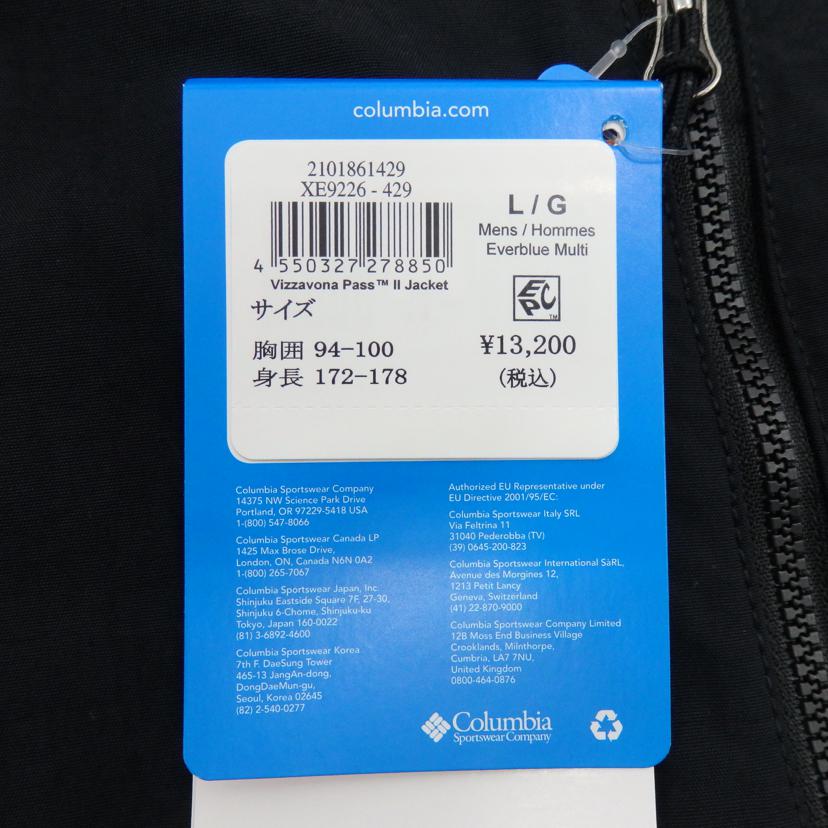 columbia.com
2101861429
XE9226 - 429
4 550327 278850
Vizzavona Pass™ II Jacket
L / G
Mens / Hommes
Everblue Multi
EPC
TM
サイズ
胸囲 94-100
身長 172-178
¥13,200
(税込)
Columbia Sportswear Company
14375 NW Science Park Drive
Portland, OR 97229-5418 USA
1-(800) 547-8066
Columbia Sportswear Canada LP
1425 Max Brose Drive,
London, ON, Canada N6N 0A2
1-(800) 265-7067
Columbia Sportswear Japan, Inc.
Shinjuku Eastside Square 7F, 27-30,
Shinjuku 6-Chome, Shinjuku-ku
Tokyo, Japan 160-0022
(81) 3-6892-4600
Columbia Sportswear Korea
7th F. DaeSung Tower
465-13 JangAn-dong,
DongDaeMun-gu,
Seoul, Korea 02645
(82) 2-540-0277
Authorized EU Representative under
EU Directive 2001/95/EC:
Columbia Sportswear Italy SRL
Via Feltrina 11
31040 Pederobba (TV)
(39) 0645-200-823
Columbia Sportswear International SàRL,
Avenue des Morgines 12,
1213 Petit Lancy
Geneva, Switzerland
(41) 22-870-9000
Columbia Sportswear Company Limited
12B Moss End Business Village
Crooklands, Milnthorpe,
Cumbria, LA7 7NU,
United Kingdom
0800-464-0876
Columbia
Sportswear Company